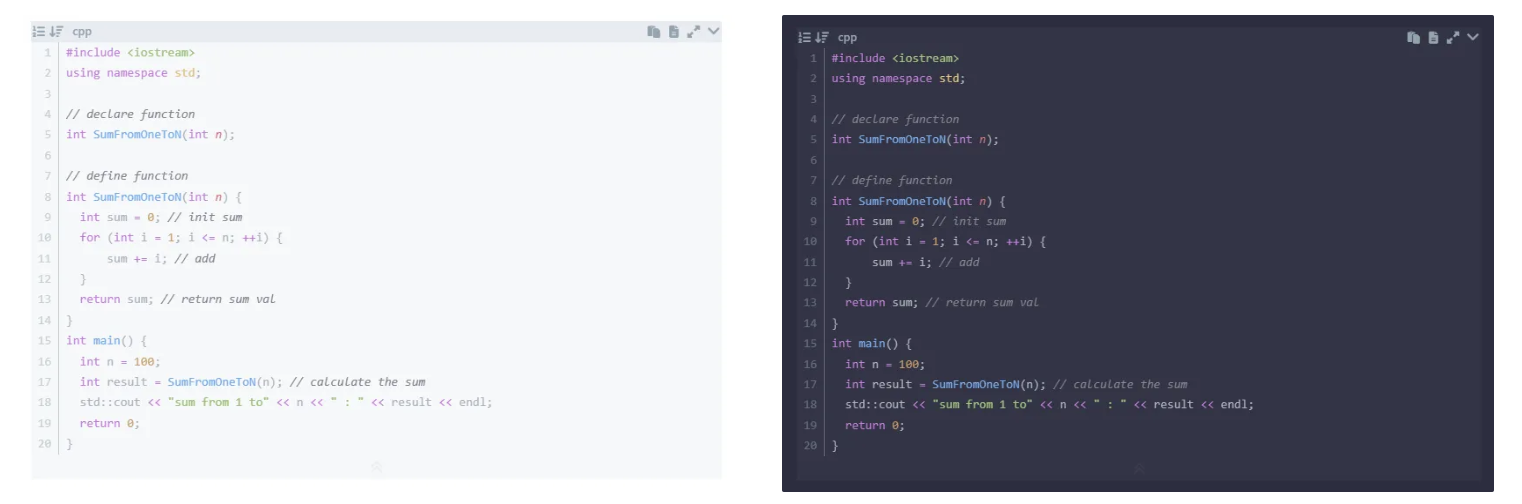 cpp
1 #include <iostream>
2 using namespace std;
3
4 // declare function
5 int SumFromOneToN(int n);
6
7 // define function
8 int SumFromOneToN(int n) {
9   int sum = 0; // init sum
10   for (int i = 1; i <= n; ++i) {
11       sum += i; // add
12   }
13   return sum; // return sum val
14 }
15 int main() {
16   int n = 100;
17   int result = SumFromOneToN(n); // calculate the sum
18   std::cout << "sum from 1 to" << n << " : " << result << endl;
19   return 0;
20 }
cpp
1 #include <iostream>
2 using namespace std;
3
4 // declare function
5 int SumFromOneToN(int n);
6
7 // define function
8 int SumFromOneToN(int n) {
9   int sum = 0; // init sum
10   for (int i = 1; i <= n; ++i) {
11       sum += i; // add
12   }
13   return sum; // return sum val
14 }
15 int main() {
16   int n = 100;
17   int result = SumFromOneToN(n); // calculate the sum
18   std::cout << "sum from 1 to" << n << " : " << result << endl;
19   return 0;
20 }